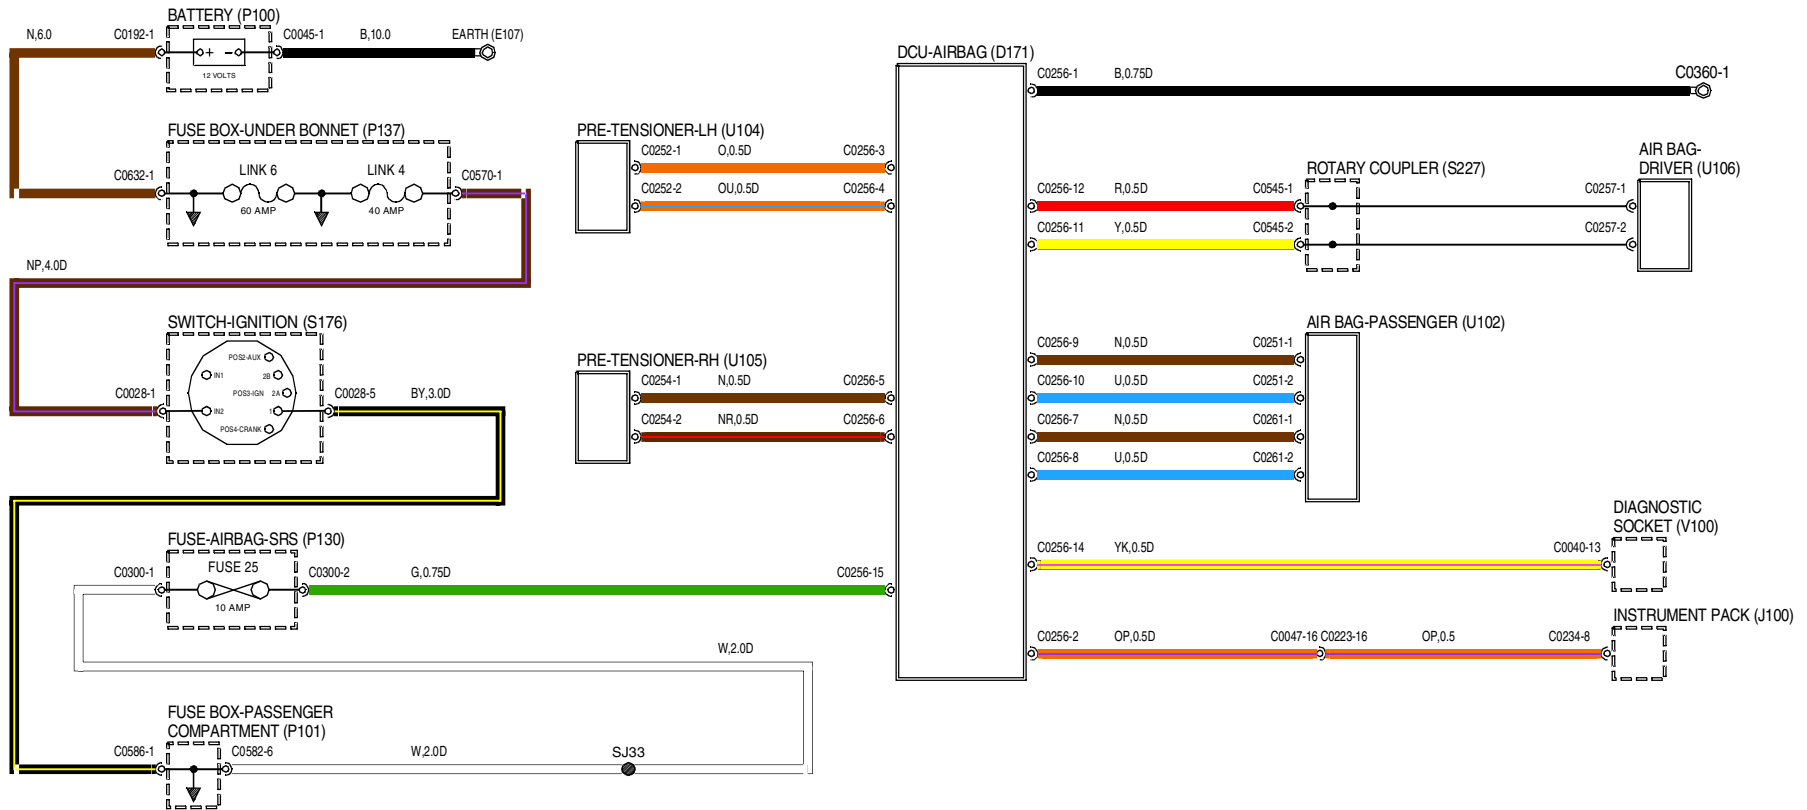 BATTERY (P100)
N,6.0
C0192-1
C0045-1
B,10.0
EARTH (E107)
+ -
12 VOLTS
FUSE BOX-UNDER BONNET (P137)
C0632-1
LINK 6
LINK 4
C0570-1
60 AMP
40 AMP
NP,4.0D
SWITCH-IGNITION (S176)
POS2-AUX
IN1
2B
POS3-IGN
2A
C0028-1
C0028-5
BY,3.0D
IN2
1
POS4-CRANK
FUSE-AIRBAG-SRS (P130)
C0300-1
FUSE 25
C0300-2
G,0.75D
C0256-15
10 AMP
W,2.0D
FUSE BOX-PASSENGER
COMPARTMENT (P101)
C0586-1
C0582-6
W,2.0D
SJ33
PRE-TENSIONER-LH (U104)
C0252-1
O,0.5D
C0256-3
C0252-2
OU,0.5D
C0256-4
PRE-TENSIONER-RH (U105)
C0254-1
N,0.5D
C0256-5
C0254-2
NR,0.5D
C0256-6
DCU-AIRBAG (D171)
C0256-1
B,0.75D
C0360-1
C0256-12
R,0.5D
C0545-1
ROTARY COUPLER (S227)
C0257-1
AIR BAG-
DRIVER (U106)
C0256-11
Y,0.5D
C0545-2
C0257-2
AIR BAG-PASSENGER (U102)
C0256-9
N,0.5D
C0251-1
C0256-10
U,0.5D
C0251-2
C0256-7
N,0.5D
C0261-1
C0256-8
U,0.5D
C0261-2
DIAGNOSTIC
SOCKET (V100)
C0256-14
YK,0.5D
C0040-13
INSTRUMENT PACK (J100)
C0256-2
OP,0.5D
C0047-16 C0223-16
OP,0.5
C0234-8